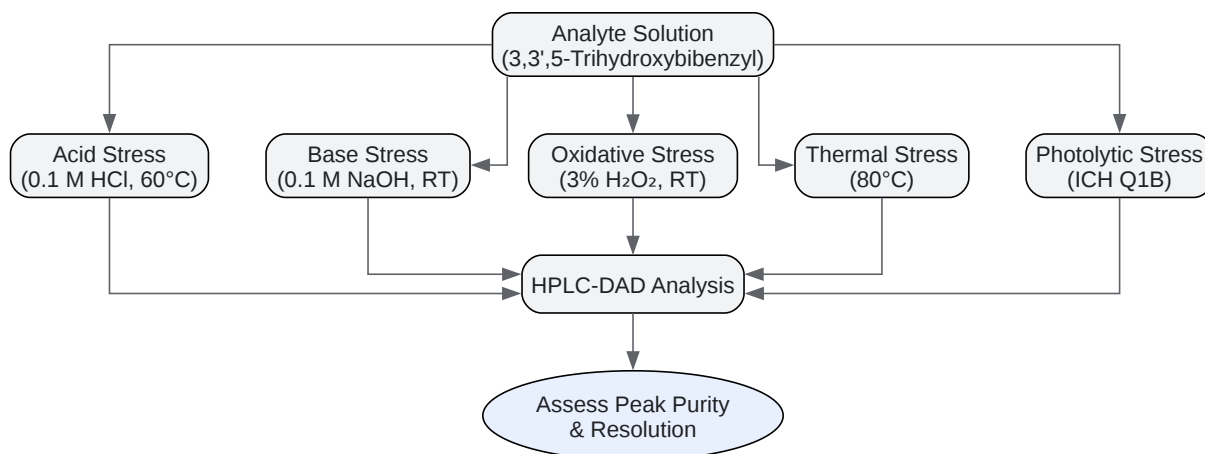 Analyte Solution
(3,3',5-Trihydroxybibenzyl)
Acid Stress
(0.1 M HCl, 60°C)
Base Stress
(0.1 M NaOH, RT)
Oxidative Stress
(3% H₂O₂, RT)
Thermal Stress
(80°C)
Photolytic Stress
(ICH Q1B)
HPLC-DAD Analysis
Assess Peak Purity
& Resolution